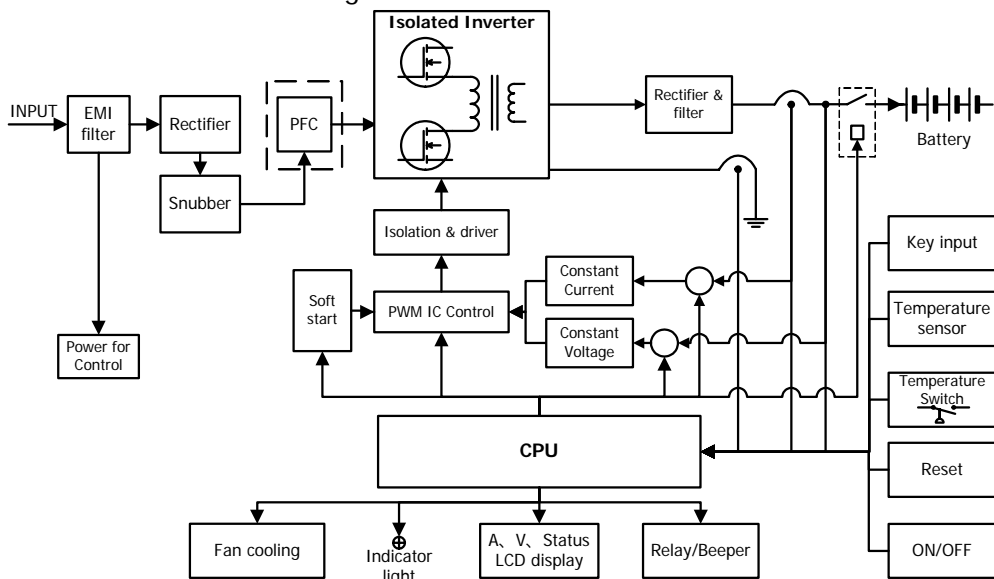 Isolated Inverter
INPUT
EMI
filter
Rectifier
PFC
Rectifier &
filter
Battery
Snubber
Isolation & driver
Key input
Constant
Current
Soft
start
PWM IC Control
Temperature
sensor
Constant
Voltage
Power for
Control
Temperature
Switch
CPU
Reset
Fan cooling
Indicator
light
A、V、Status
LCD display
Relay/Beeper
ON/OFF